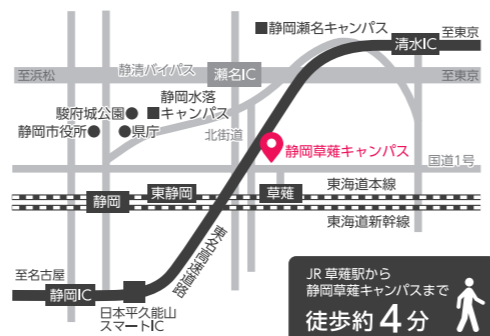 ■静岡瀬名キャンパス
清水IC
至東京
至浜松
静清バイパス
瀬名IC
至東京
静岡水落
■キャンパス
駿府城公園●
静岡市役所●
●県庁
北街道
静岡草薙キャンパス
国道1号
東静岡
草薙
東海道本線
静岡
東海道新幹線
東名高速道路
至名古屋
静岡IC
日本平久能山
スマートIC
JR 草薙駅から
静岡草薙キャンパスまで
徒歩約4分